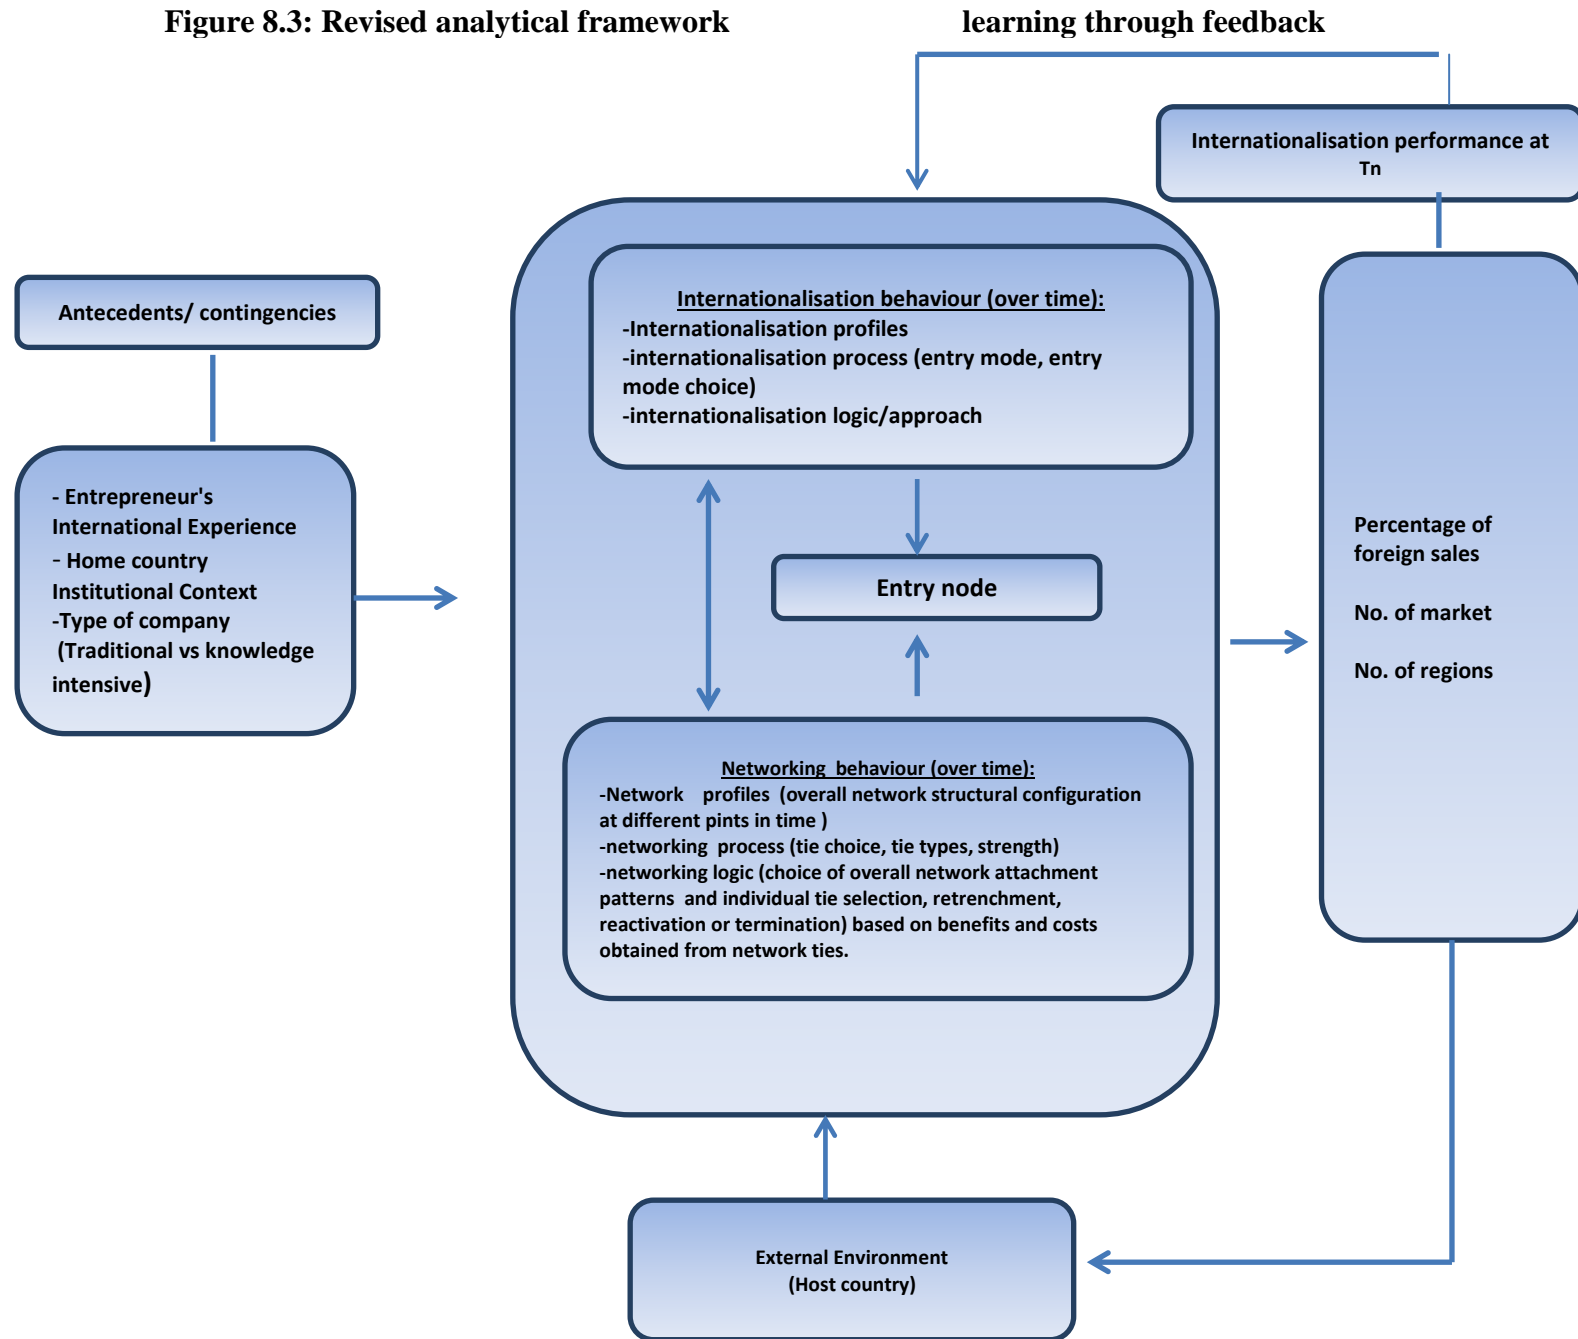 Figure 8.3: Revised analytical framework
learning through feedback
Internationalisation performance at
Tn
Antecedents/ contingencies
- Entrepreneur's
International Experience
- Home country
Institutional Context
-Type of company
(Traditional vs knowledge
intensive)
Internationalisation behaviour (over time):
-Internationalisation profiles
-internationalisation process (entry mode, entry
mode choice)
-internationalisation logic/approach
Entry node
Networking behaviour (over time):
-Network profiles (overall network structural configuration
at different pints in time )
-networking process (tie choice, tie types, strength)
-networking logic (choice of overall network attachment
patterns and individual tie selection, retrenchment,
reactivation or termination) based on benefits and costs
obtained from network ties.
Percentage of
foreign sales
No. of market
No. of regions
External Environment
(Host country)